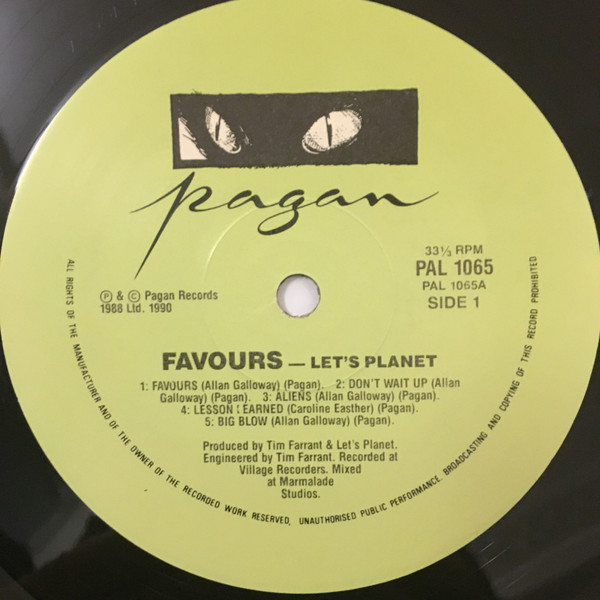 pagan
33⅓ RPM
PAL 1065
PAL 1065A
SIDE 1
Ⓟ & © Pagan Records
1988 Ltd. 1990
FAVOURS — LET'S PLANET
1: FAVOURS (Allan Galloway) (Pagan). 2: DON'T WAIT UP (Allan
Galloway) (Pagan). 3: ALIENS (Allan Galloway) (Pagan).
4: LESSON LEARNED (Caroline Easther) (Pagan).
5: BIG BLOW (Allan Galloway) (Pagan).
Produced by Tim Farrant & Let's Planet.
Engineered by Tim Farrant. Recorded at
Village Recorders. Mixed
at Marmalade
Studios.
ALL RIGHTS OF THE MANUFACTURER AND OF THE OWNER OF THE RECORDED WORK RESERVED, UNAUTHORISED PUBLIC PERFORMANCE, BROADCASTING AND COPYING OF THIS RECORD PROHIBITED